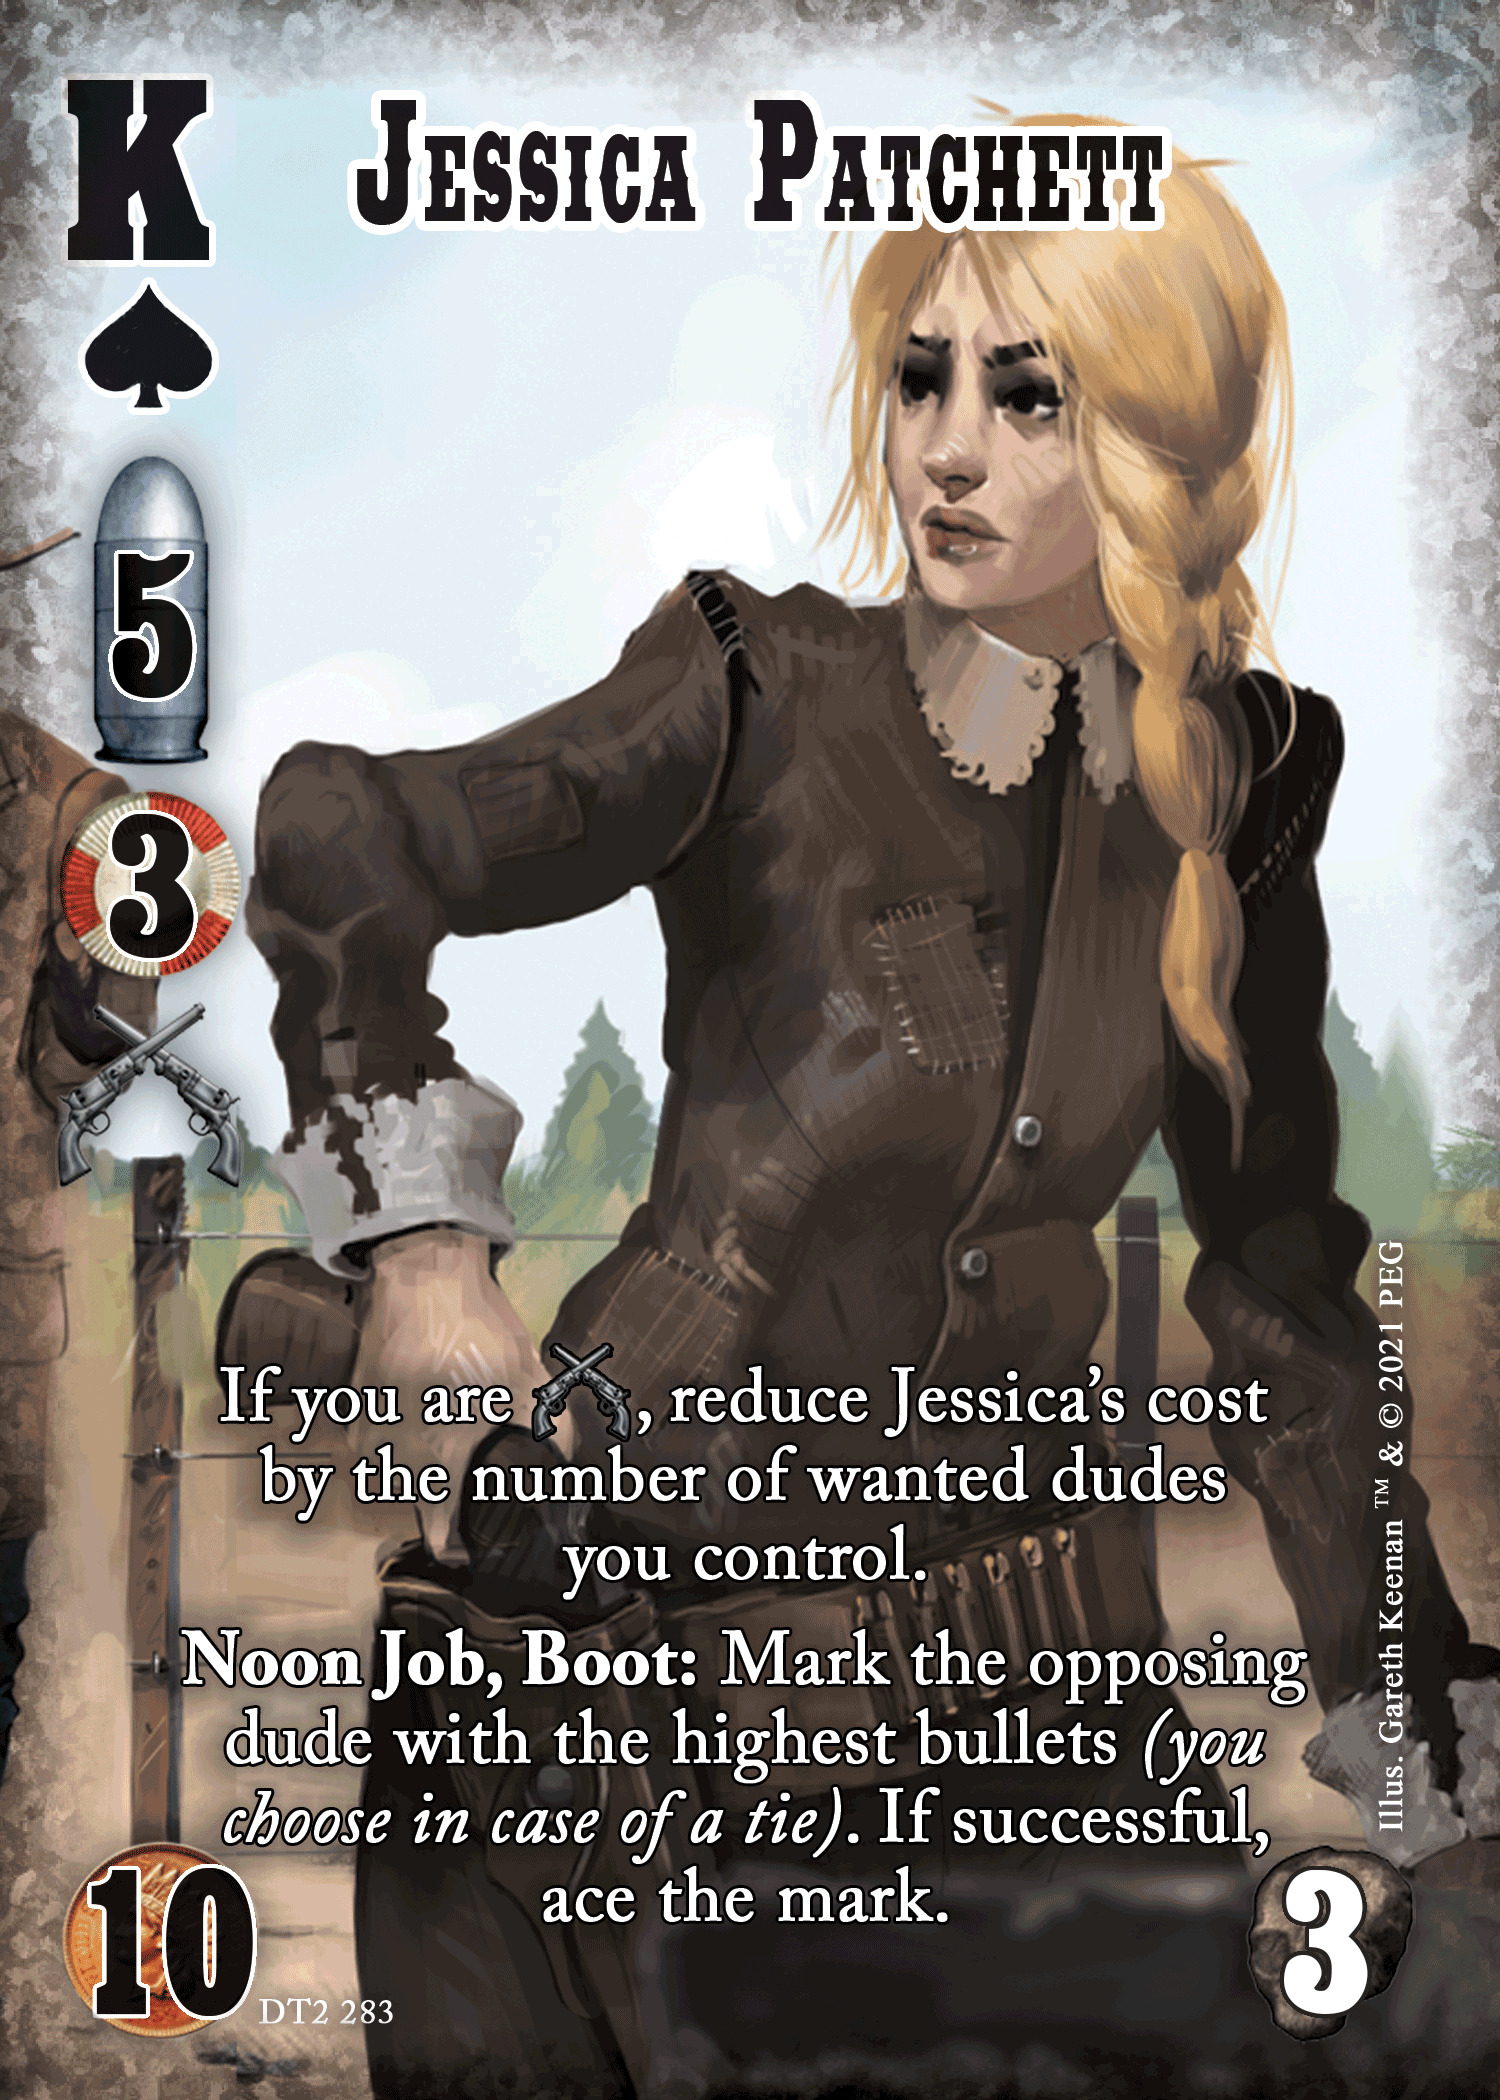 K
Jessica Patchett
5
3
If you are , reduce Jessica's cost
by the number of wanted dudes
you control.
Noon Job, Boot: Mark the opposing
dude with the highest bullets (you
choose in case of a tie). If successful,
ace the mark.
10
DT2 283
3
Illus. Gareth Keenan ™ & © 2021 PEG